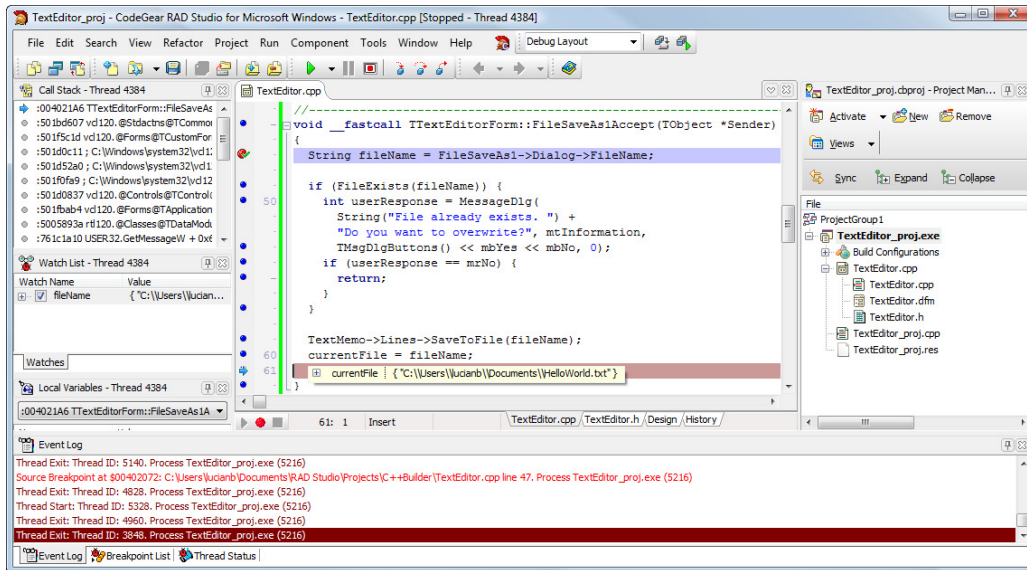 TextEditor_proj - CodeGear RAD Studio for Microsoft Windows - TextEditor.cpp [Stopped - Thread 4384]
File Edit Search View Refactor Project Run Component Tools Window Help Debug Layout
Call Stack - Thread 4384
:004021A6 TTextEditorForm::FileSaveAs
:501bd607 vcl120.@Stdactns@TCommo
:501f5c1d vcl120.@Forms@TCustomFor
:501d0c11 ; C:\Windows\system32\vcl1
:501d52a0 ; C:\Windows\system32\vcl1
:501f0fa9 ; C:\Windows\system32\vcl12
:501d0837 vcl120.@Controls@TControl(
:501fbab4 vcl120.@Forms@TApplication
:5005893a rtl120.@Classes@TDataModu
:761c1a10 USER32.GetMessageW + 0x6
Watch List - Thread 4384
Watch Name Value
fileName { "C:\\Users\\lucian...
Watches
Local Variables - Thread 4384
:004021A6 TTextEditorForm::FileSaveAs1A
TextEditor.cpp
//------------------------------------------------------------
void __fastcall TTextEditorForm::FileSaveAs1Accept(TObject *Sender)
{
String fileName = FileSaveAs1->Dialog->FileName;
if (FileExists(fileName)) {
50 int userResponse = MessageDlg(
String("File already exists. ") +
"Do you want to overwrite?", mtInformation,
TMsgDlgButtons() << mbYes << mbNo, 0);
if (userResponse == mrNo) {
return;
}
}
TextMemo->Lines->SaveToFile(fileName);
60 currentFile = fileName;
61 currentFile { "C:\\Users\\lucianb\\Documents\\HelloWorld.txt" }
}
61: 1 Insert
TextEditor.cpp TextEditor.h Design History
TextEditor_proj.cbproj - Project Man...
Activate New Remove
Views
Sync Expand Collapse
File
ProjectGroup1
TextEditor_proj.exe
Build Configurations
TextEditor.cpp
TextEditor.cpp
TextEditor.dfm
TextEditor.h
TextEditor_proj.cpp
TextEditor_proj.res
Event Log
Thread Exit: Thread ID: 5140. Process TextEditor_proj.exe (5216)
Source Breakpoint at $00402072: C:\Users\lucianb\Documents\RAD Studio\Projects\C++Builder\TextEditor.cpp line 47. Process TextEditor_proj.exe (5216)
Thread Exit: Thread ID: 4828. Process TextEditor_proj.exe (5216)
Thread Start: Thread ID: 5328. Process TextEditor_proj.exe (5216)
Thread Exit: Thread ID: 4960. Process TextEditor_proj.exe (5216)
Thread Exit: Thread ID: 3848. Process TextEditor_proj.exe (5216)
Event Log Breakpoint List Thread Status